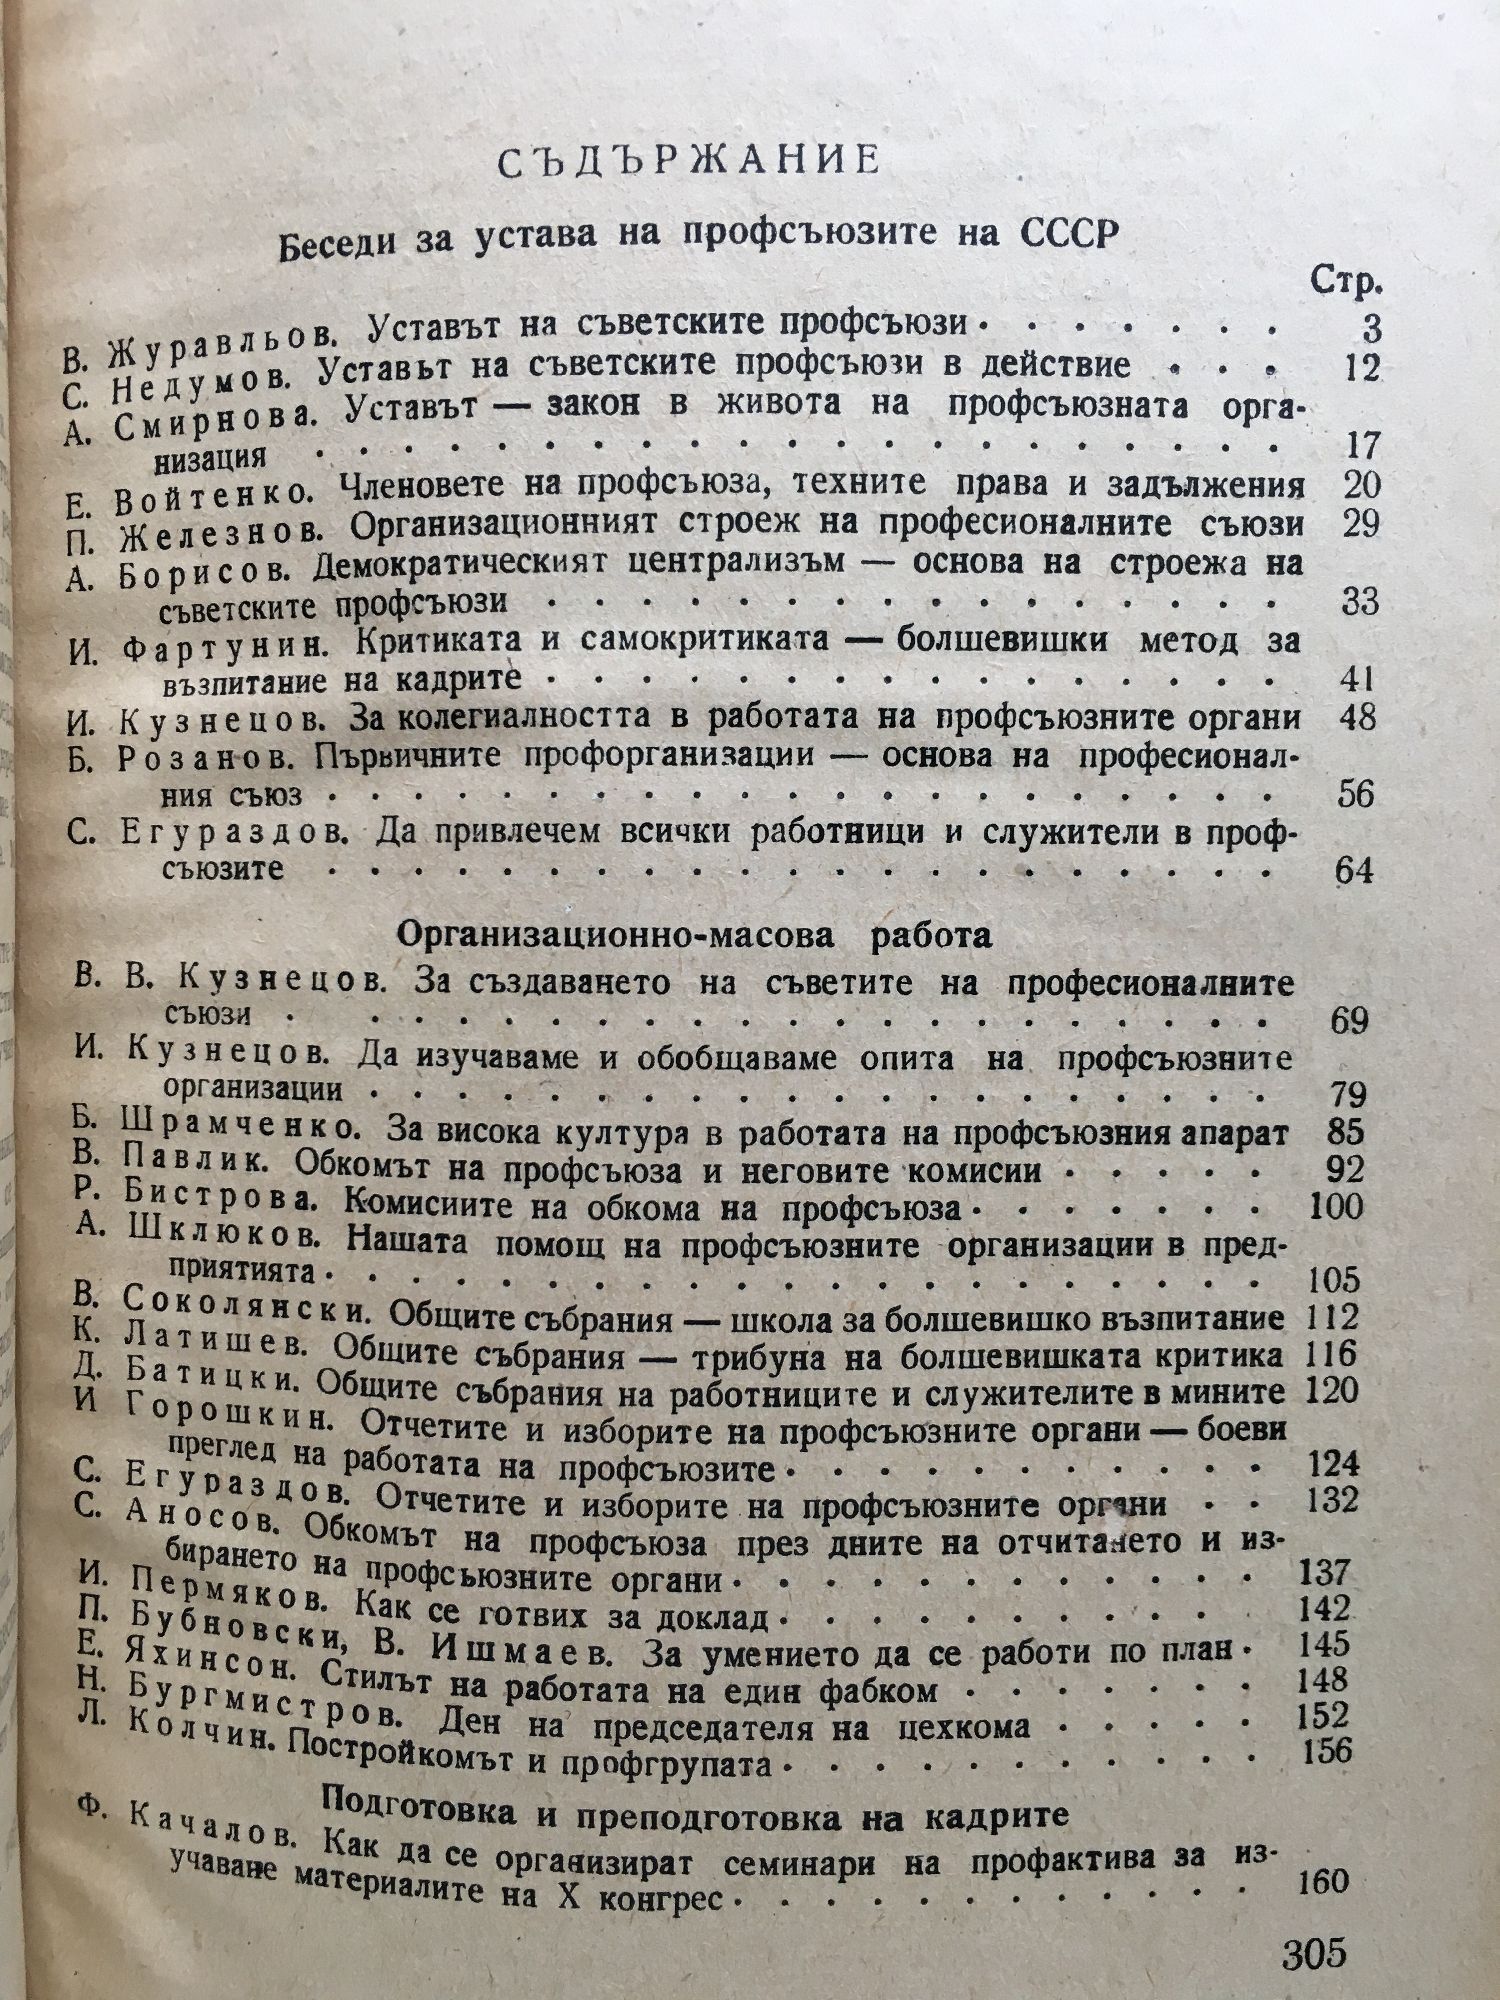 СЪДЪРЖАНИЕ
Беседи за устава на профсъюзите на СССР
Стр.
В. Журавльов. Уставът на съветските профсъюзи . . . . . . . 3
С. Недумов. Уставът на съветските профсъюзи в действие . . . 12
А. Смирнова. Уставът — закон в живота на профсъюзната орга-
низация . . . . . . . . . . . . . . . . . . 17
Е. Войтенко. Членовете на профсъюза, техните права и задължения 20
П. Железнов. Организационният строеж на професионалните съюзи 29
А. Борисов. Демократическият централизъм — основа на строежа на
съветските профсъюзи . . . . . . . . . . . . . . 33
И. Фартунин. Критиката и самокритиката — болшевишки метод за
възпитание на кадрите . . . . . . . . . . . . . . 41
И. Кузнецов. За колегиалността в работата на профсъюзните органи 48
Б. Розанов. Първичните профорганизации — основа на професионал-
ния съюз . . . . . . . . . . . . . . . . . . 56
С. Егураздов. Да привлечем всички работници и служители в проф-
съюзите . . . . . . . . . . . . . . . . . . 64
Организационно-масова работа
В. В. Кузнецов. За създаването на съветите на професионалните
съюзи . . . . . . . . . . . . . . . . . . 69
И. Кузнецов. Да изучаваме и обобщаваме опита на профсъюзните
организации . . . . . . . . . . . . . . . . . 79
Б. Шрамченко. За висока култура в работата на профсъюзния апарат 85
В. Павлик. Обкомът на профсъюза и неговите комисии . . . . . 92
Р. Бистрова. Комисиите на обкома на профсъюза . . . . . . . 100
А. Шклюков. Нашата помощ на профсъюзните организации в пред-
приятията . . . . . . . . . . . . . . . . . 105
В. Соколянски. Общите събрания — школа за болшевишко възпитание 112
К. Латишев. Общите събрания — трибуна на болшевишката критика 116
Д. Батицки. Общите събрания на работниците и служителите в мините 120
И Горошкин. Отчетите и изборите на профсъюзните органи — боеви
преглед на работата на профсъюзите . . . . . . . . . . . 124
С. Егураздов. Отчетите и изборите на профсъюзните органи . . 132
С. Аносов. Обкомът на профсъюза през дните на отчитането и из-
бирането на профсъюзните органи . . . . . . . . . . . . 137
И. Пермяков. Как се готвих за доклад . . . . . . . . . . 142
П. Бубновски, В. Ишмаев. За умението да се работи по план . 145
Е. Яхинсон. Стилът на работата на един фабком . . . . . . . 148
Н. Бургмистров. Ден на председателя на цехкома . . . . . 152
Л. Колчин. Постройкомът и профгрупата . . . . . . . . . . . 156
Подготовка и преподготовка на кадрите
Ф. Качалов. Как да се организират семинари на профактива за из-
учаване материалите на X конгрес . . . . . . . . . . . . 160
305